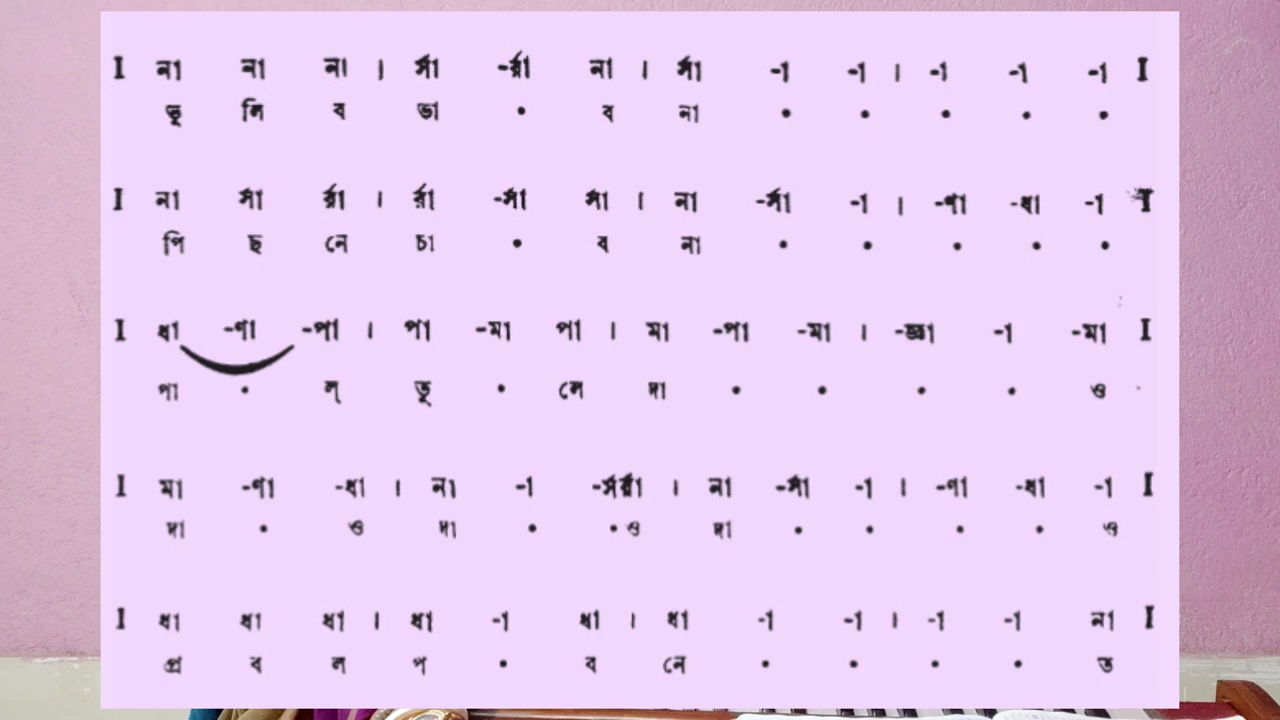 I না না না । র্সা -র্রা না । র্সা -া -া । -া -া -া I
ভু লি ব ভা • ব না • • • • •
I না র্সা র্রা । র্রা -র্সা র্সা । না -র্সা -া । -ণা -ধা -া I
পি ছ নে চা • ব না • • • • •
I ধা -ণা -পা । পা -মা পা । মা -পা -মা । -জ্ঞা -া -মা I
পা • ল্ তু • লে দা • • • • ও
I মা -ণা -ধা । না -া -র্সর্রা । না -র্সা -া । -ণা -ধা -া I
দা • ও দা • •ও দা • • • • ও
I ধা ধা ধা । ধা -া ধা । ধা -া -া । -া -া না I
প্র ব ল প • ব নে • • • • ত